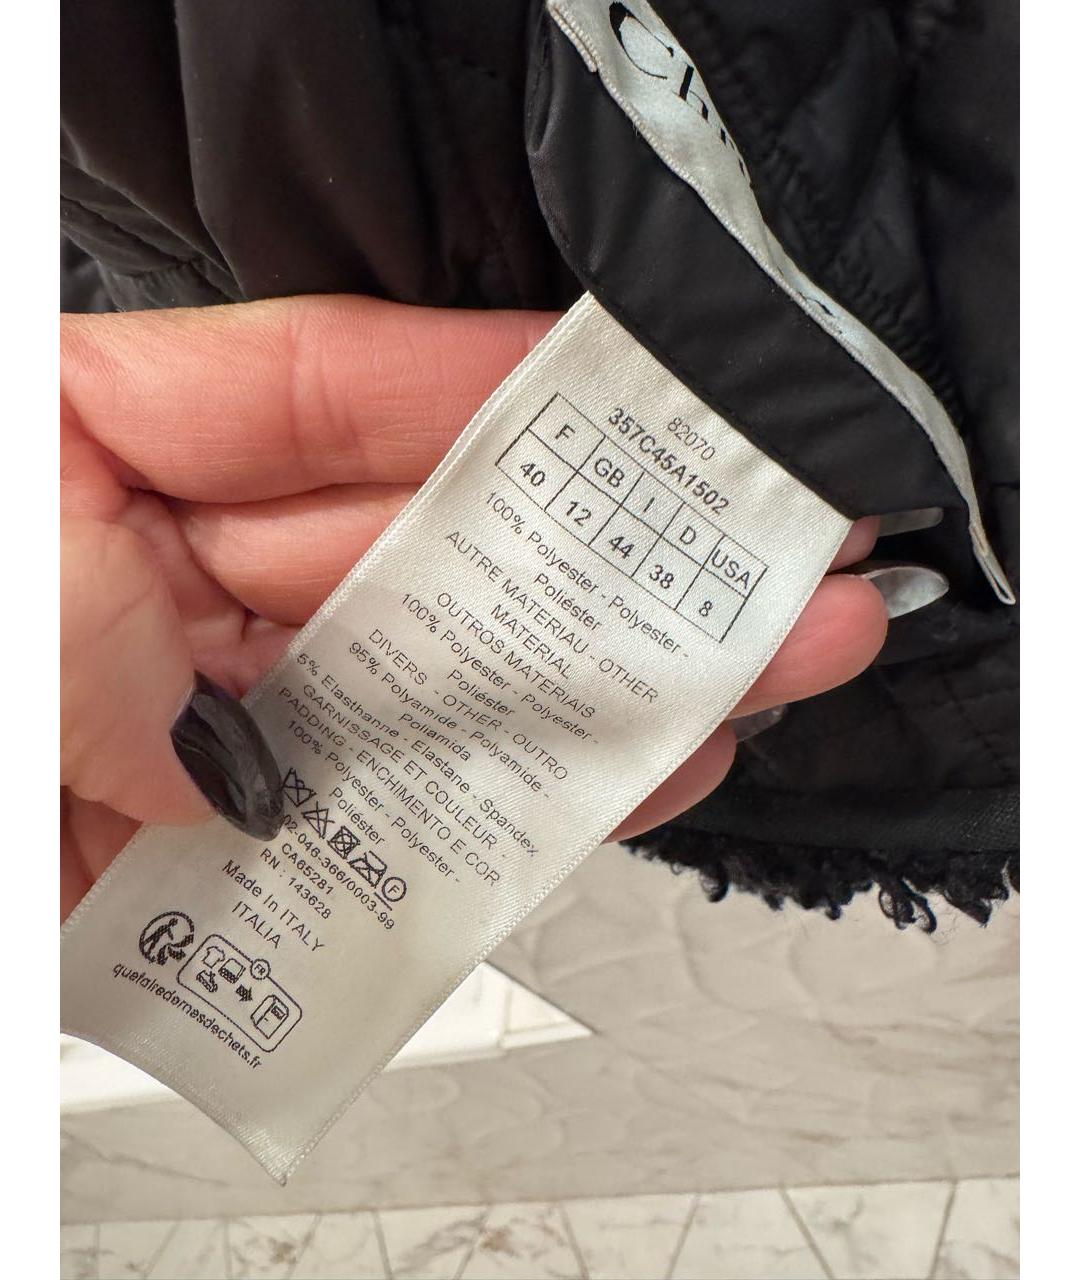 Chr
82070
357C45A1502
F GB I D USA
40 12 44 38 8
100% Polyester - Polyester -
Poliéster
AUTRE MATERIAU - OTHER
MATERIAL
OUTROS MATERIAIS
100% Polyester - Polyester -
Poliéster
DIVERS - OTHER - OUTRO
95% Polyamide - Polyamide -
Poliamida
5% Elasthanne - Elastane - Spandex
GARNISSAGE ET COULEUR -
PADDING - ENCHIMENTO E COR
100% Polyester - Polyester -
Poliéster
F
02-046-366/0003-99
CA65281
RN : 143628
Made In ITALY
ITALIA
FR
quefairedemesdechets.fr